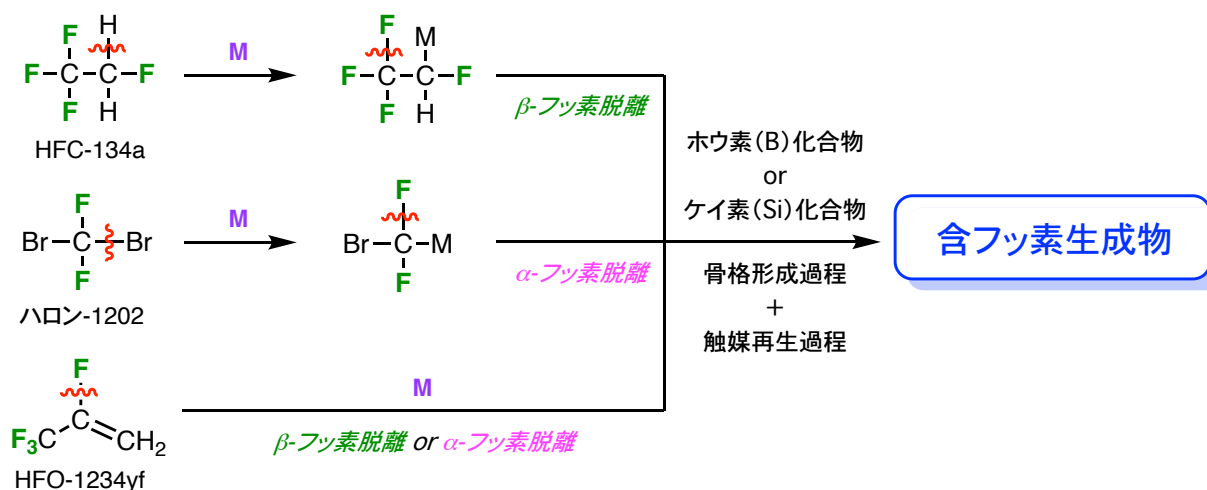 F H
F C C F
F H
HFC-134a
M
F M
F C C F
F H
β-フッ素脱離
F
Br C Br
F
ハロン-1202
M
F
Br C M
F
α-フッ素脱離
F
F3C C CH2
HFO-1234yf
M
β-フッ素脱離 or α-フッ素脱離
ホウ素(B)化合物
or
ケイ素(Si)化合物
骨格形成過程
+
触媒再生過程
含フッ素生成物